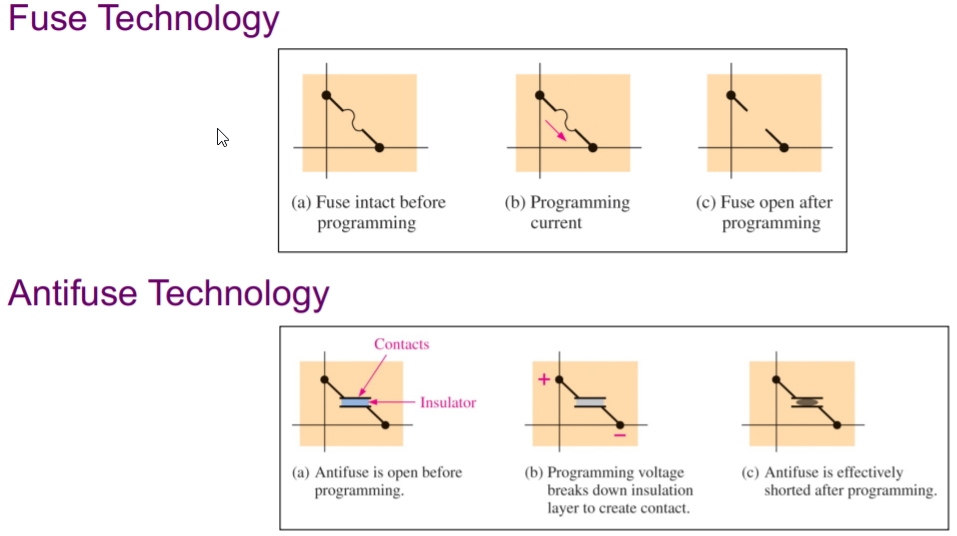 Fuse Technology
(a) Fuse intact before
programming
(b) Programming
current
(c) Fuse open after
programming
Antifuse Technology
Contacts
Insulator
+
−
(a) Antifuse is open before
programming.
(b) Programming voltage
breaks down insulation
layer to create contact.
(c) Antifuse is effectively
shorted after programming.